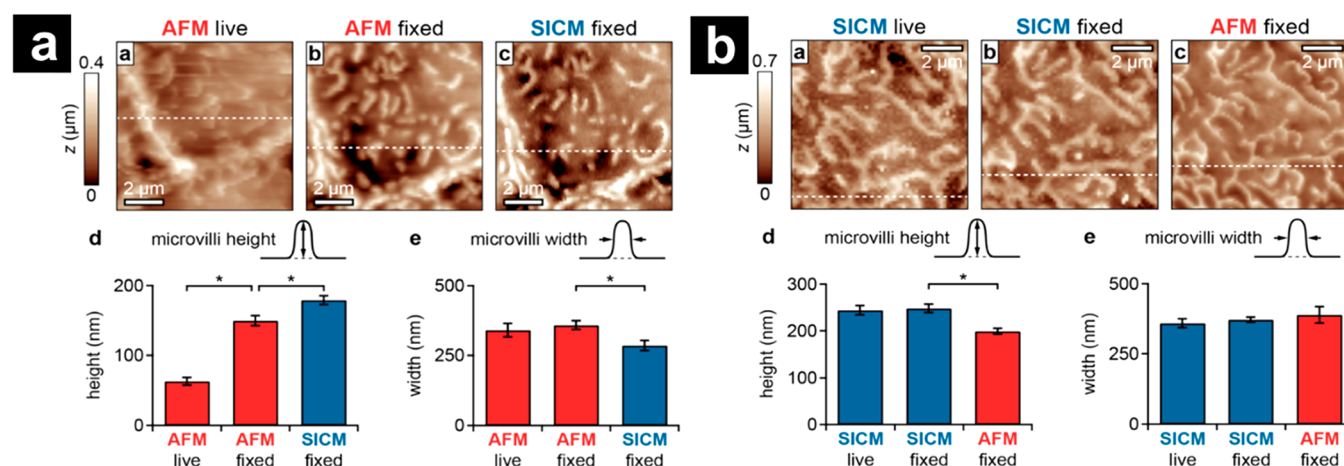 a
AFM live
AFM fixed
SICM fixed
0.4
z (µm)
0
a
2 µm
b
c
2 µm
d
microvilli height
200
100
0
height (nm)
*
*
AFM live
AFM fixed
SICM fixed
e
microvilli width
500
250
0
width (nm)
*
AFM live
AFM fixed
SICM fixed
b
SICM live
SICM fixed
AFM fixed
0.7
z (µm)
0
a
2 µm
b
2 µm
c
2 µm
d
microvilli height
300
200
100
0
height (nm)
*
SICM live
SICM fixed
AFM fixed
e
microvilli width
500
250
0
width (nm)
SICM live
SICM fixed
AFM fixed